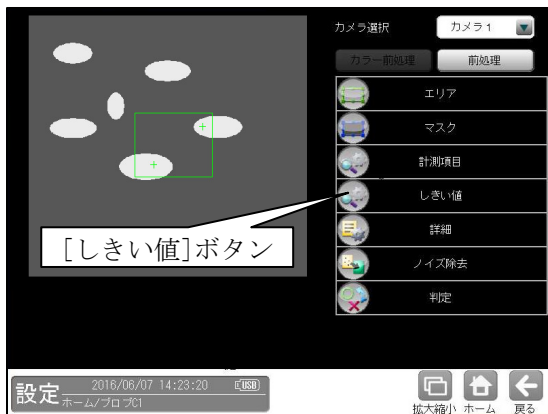 カメラ選択
カメラ1
カラー前処理
前処理
エリア
マスク
計測項目
しきい値
[しきい値]ボタン
詳細
ノイズ除去
判定
設定
2016/06/07 14:23:20
USB
ホーム/ブロブ01
拡大縮小
ホーム
戻る